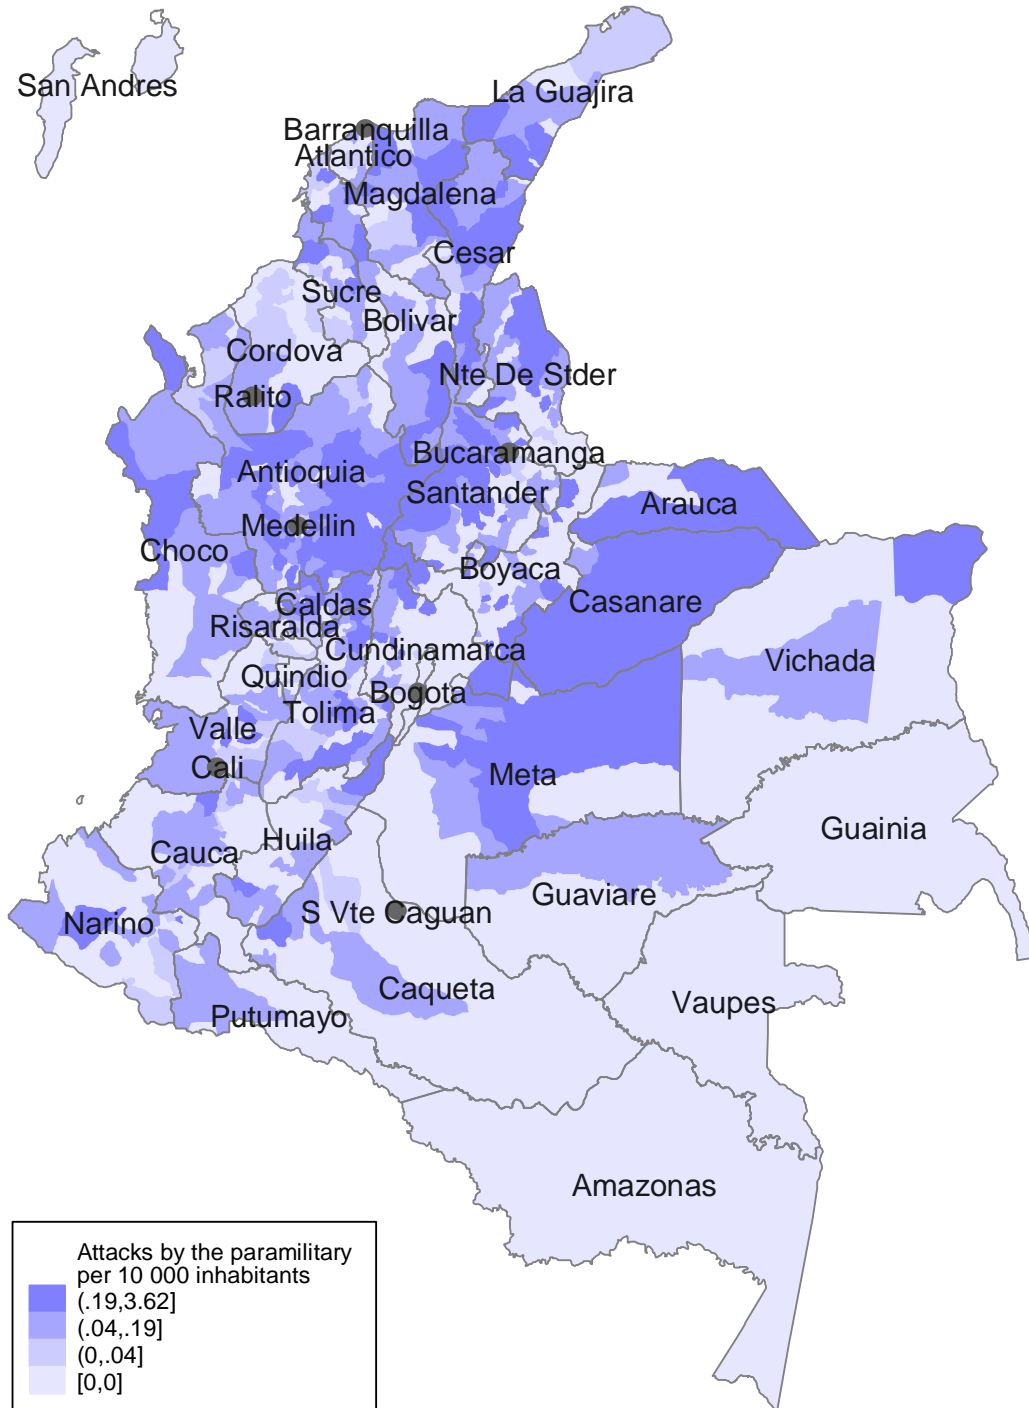 San Andres
La Guajira
Barranquilla
Atlantico
Magdalena
Cesar
Sucre
Bolivar
Cordova
Nte De Stder
Ralito
Bucaramanga
Antioquia
Santander
Arauca
Medellin
Choco
Boyaca
Casanare
Caldas
Risaralda
Cundinamarca
Vichada
Quindio
Bogota
Tolima
Valle
Cali
Meta
Guainia
Huila
Cauca
Guaviare
S Vte Caguan
Narino
Caqueta
Vaupes
Putumayo
Amazonas
Attacks by the paramilitary
per 10 000 inhabitants
(.19,3.62]
(.04,.19]
(0,.04]
[0,0]